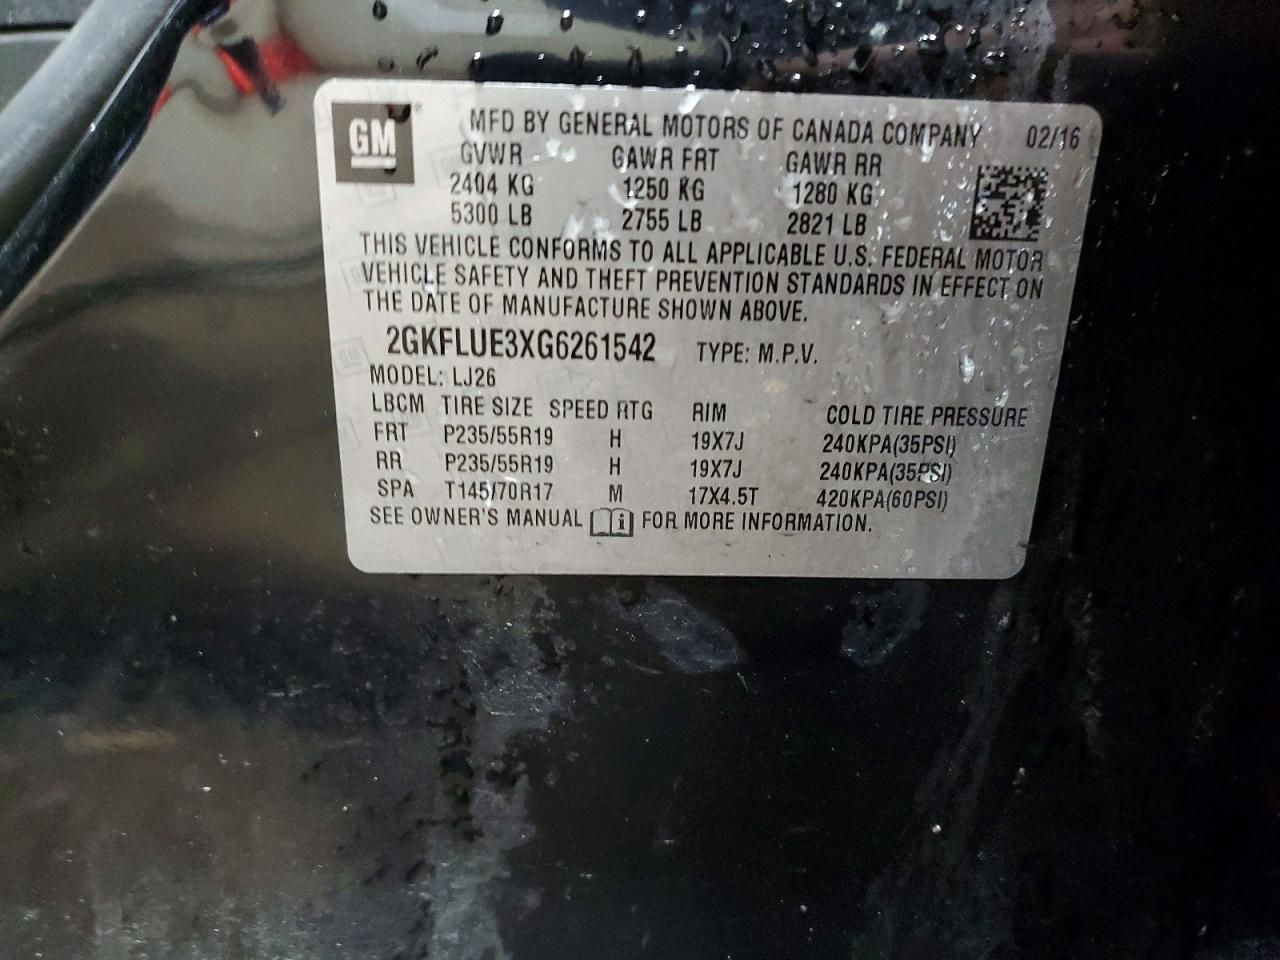 GM ® MFD BY GENERAL MOTORS OF CANADA COMPANY 02/16
GVWR GAWR FRT GAWR RR
2404 KG 1250 KG 1280 KG
5300 LB 2755 LB 2821 LB
THIS VEHICLE CONFORMS TO ALL APPLICABLE U.S. FEDERAL MOTOR
VEHICLE SAFETY AND THEFT PREVENTION STANDARDS IN EFFECT ON
THE DATE OF MANUFACTURE SHOWN ABOVE.
2GKFLUE3XG6261542 TYPE: M.P.V.
MODEL: LJ26
LBCM TIRE SIZE SPEED RTG RIM COLD TIRE PRESSURE
FRT P235/55R19 H 19X7J 240KPA(35PSI)
RR P235/55R19 H 19X7J 240KPA(35PSI)
SPA T145/70R17 M 17X4.5T 420KPA(60PSI)
SEE OWNER'S MANUAL FOR MORE INFORMATION.